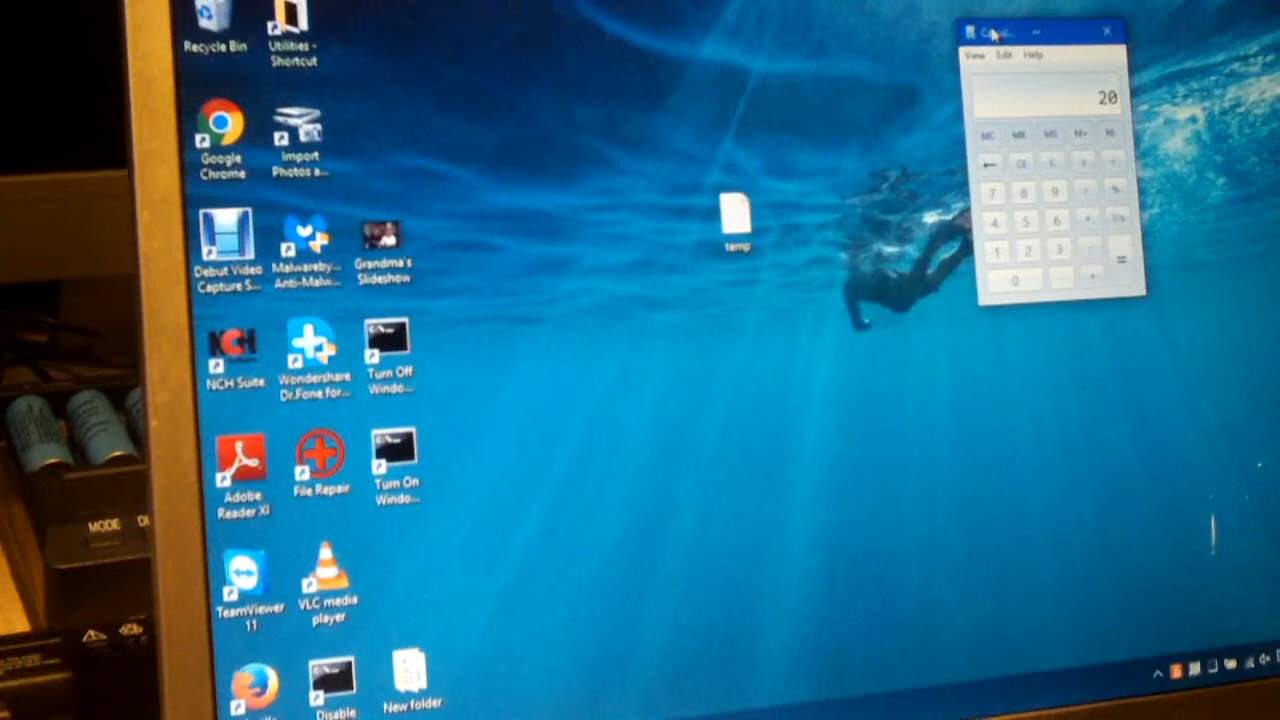 Recycle Bin
Utilities -
Shortcut
Google
Chrome
Import
Photos a...
Debut Video
Capture S...
Malwareby...
Anti-Malw...
Grandma's
Slideshow
NCH
NCH Suite
Wondershare
Dr.Fone for...
Turn Off
Windo...
Adobe
Reader XI
File Repair
Turn On
Windo...
TeamViewer
11
VLC media
player
Disable
New folder
temp
View Edit Help
20
MC MR MS M+ M-
← CE
7 8 9 / %
4 5 6 * 1/x
1 2 3 - =
0 . +
MODE